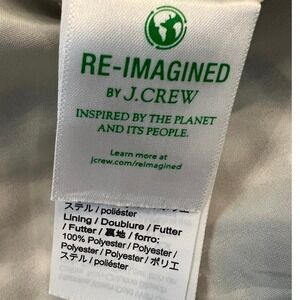 RE-IMAGINED
BY J.CREW
INSPIRED BY THE PLANET
AND ITS PEOPLE.
Learn more at
jcrew.com/reimagined
ステル / poliéster
Lining / Doublure / Futter
/ Futter / 裏地 / forro:
100% Polyester / Polyester /
Polyester / Polyester / ポリエ
ステル / poliéster